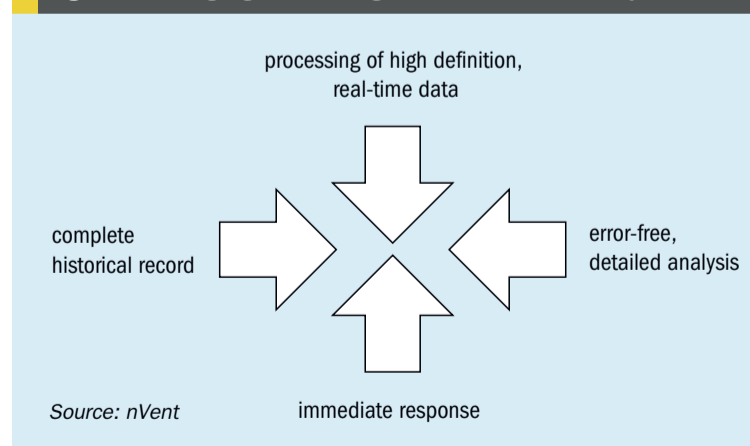 processing of high definition,
real-time data
complete
historical record
error-free,
detailed analysis
immediate response
Source: nVent